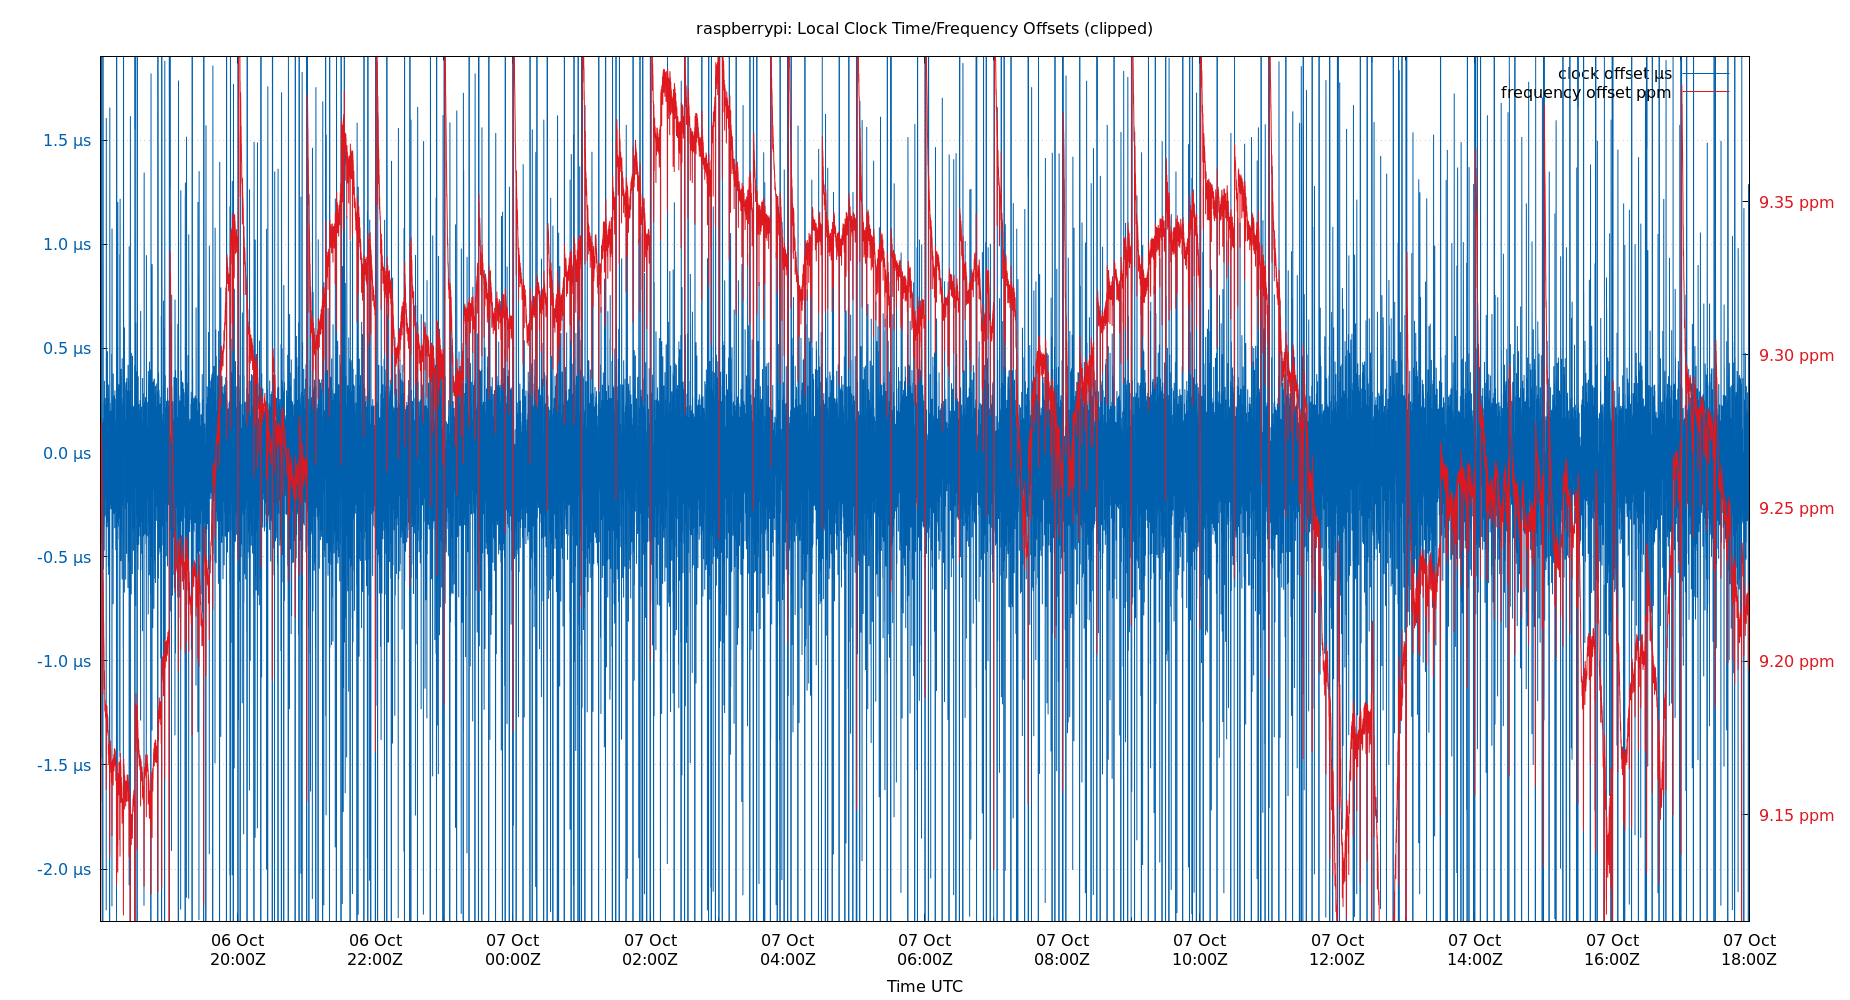 raspberrypi: Local Clock Time/Frequency Offsets (clipped)
clock offset µs
frequency offset ppm
1.5 µs
1.0 µs
0.5 µs
0.0 µs
-0.5 µs
-1.0 µs
-1.5 µs
-2.0 µs
9.35 ppm
9.30 ppm
9.25 ppm
9.20 ppm
9.15 ppm
06 Oct 06 Oct 07 Oct 07 Oct 07 Oct 07 Oct 07 Oct 07 Oct 07 Oct 07 Oct 07 Oct 07 Oct
20:00Z 22:00Z 00:00Z 02:00Z 04:00Z 06:00Z 08:00Z 10:00Z 12:00Z 14:00Z 16:00Z 18:00Z
Time UTC